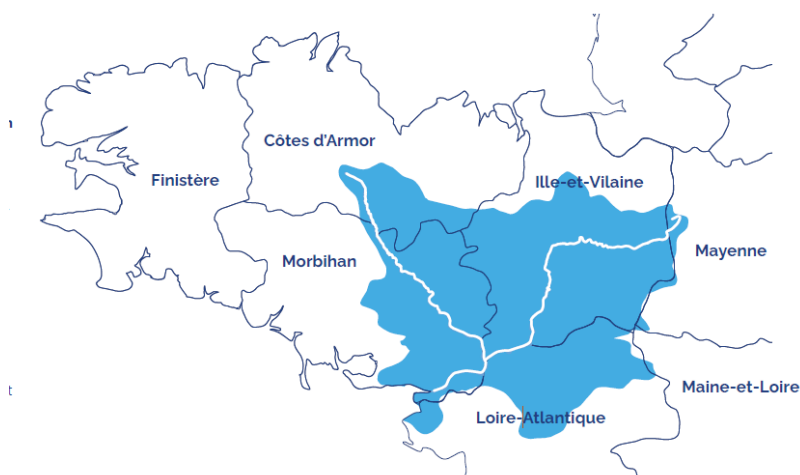 Côtes d'Armor
Finistère
Ille-et-Vilaine
Morbihan
Mayenne
Maine-et-Loire
Loire-Atlantique